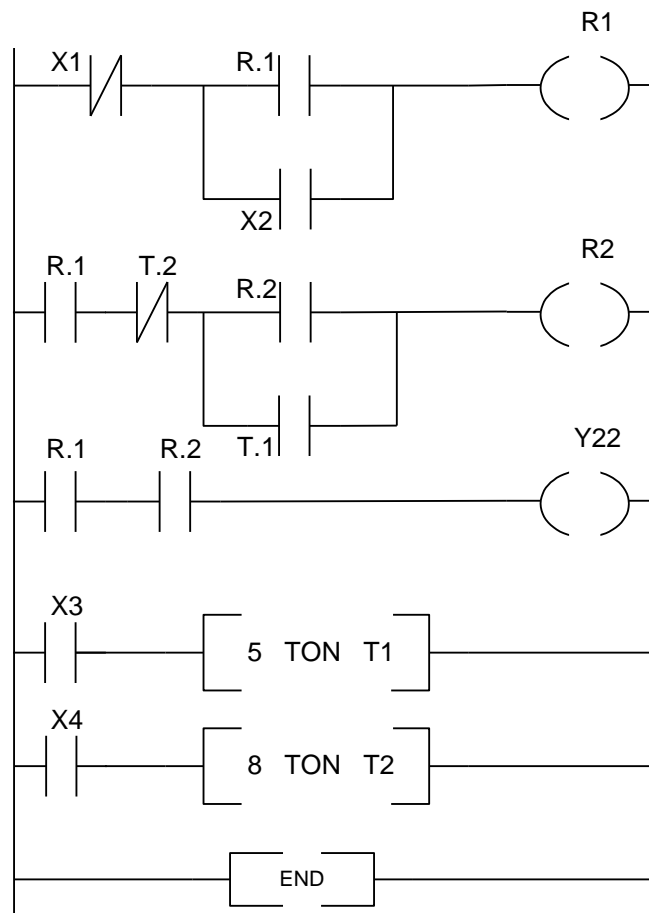 R1
X1 R.1
X2
R2
R.1 T.2 R.2
T.1
Y22
R.1 R.2
X3
5 TON T1
X4
8 TON T2
END